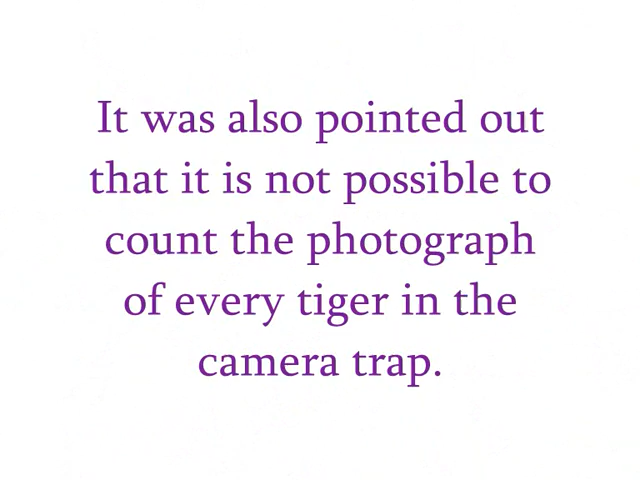 It was also pointed out
that it is not possible to
count the photograph
of every tiger in the
camera trap.